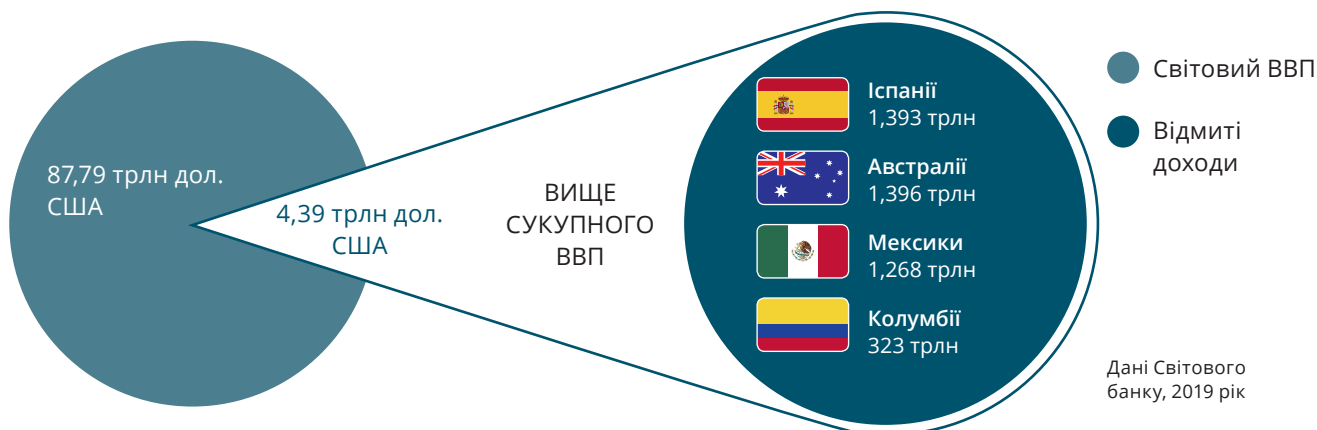 87,79 трлн дол.
США
4,39 трлн дол.
США
ВИЩЕ
СУКУПНОГО
ВВП
Іспанії
1,393 трлн
Австралії
1,396 трлн
Мексики
1,268 трлн
Колумбії
323 трлн
Світовий ВВП
Відмиті
доходи
Дані Світового
банку, 2019 рік